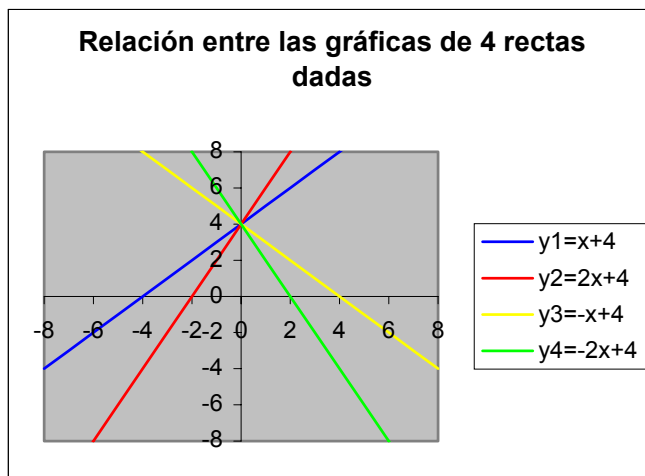 Relación entre las gráficas de 4 rectas
dadas
8
6
4
2
0
-8 -6 -4 -2 0 2 4 6 8
-2
-4
-6
-8
y1=x+4
y2=2x+4
y3=-x+4
y4=-2x+4